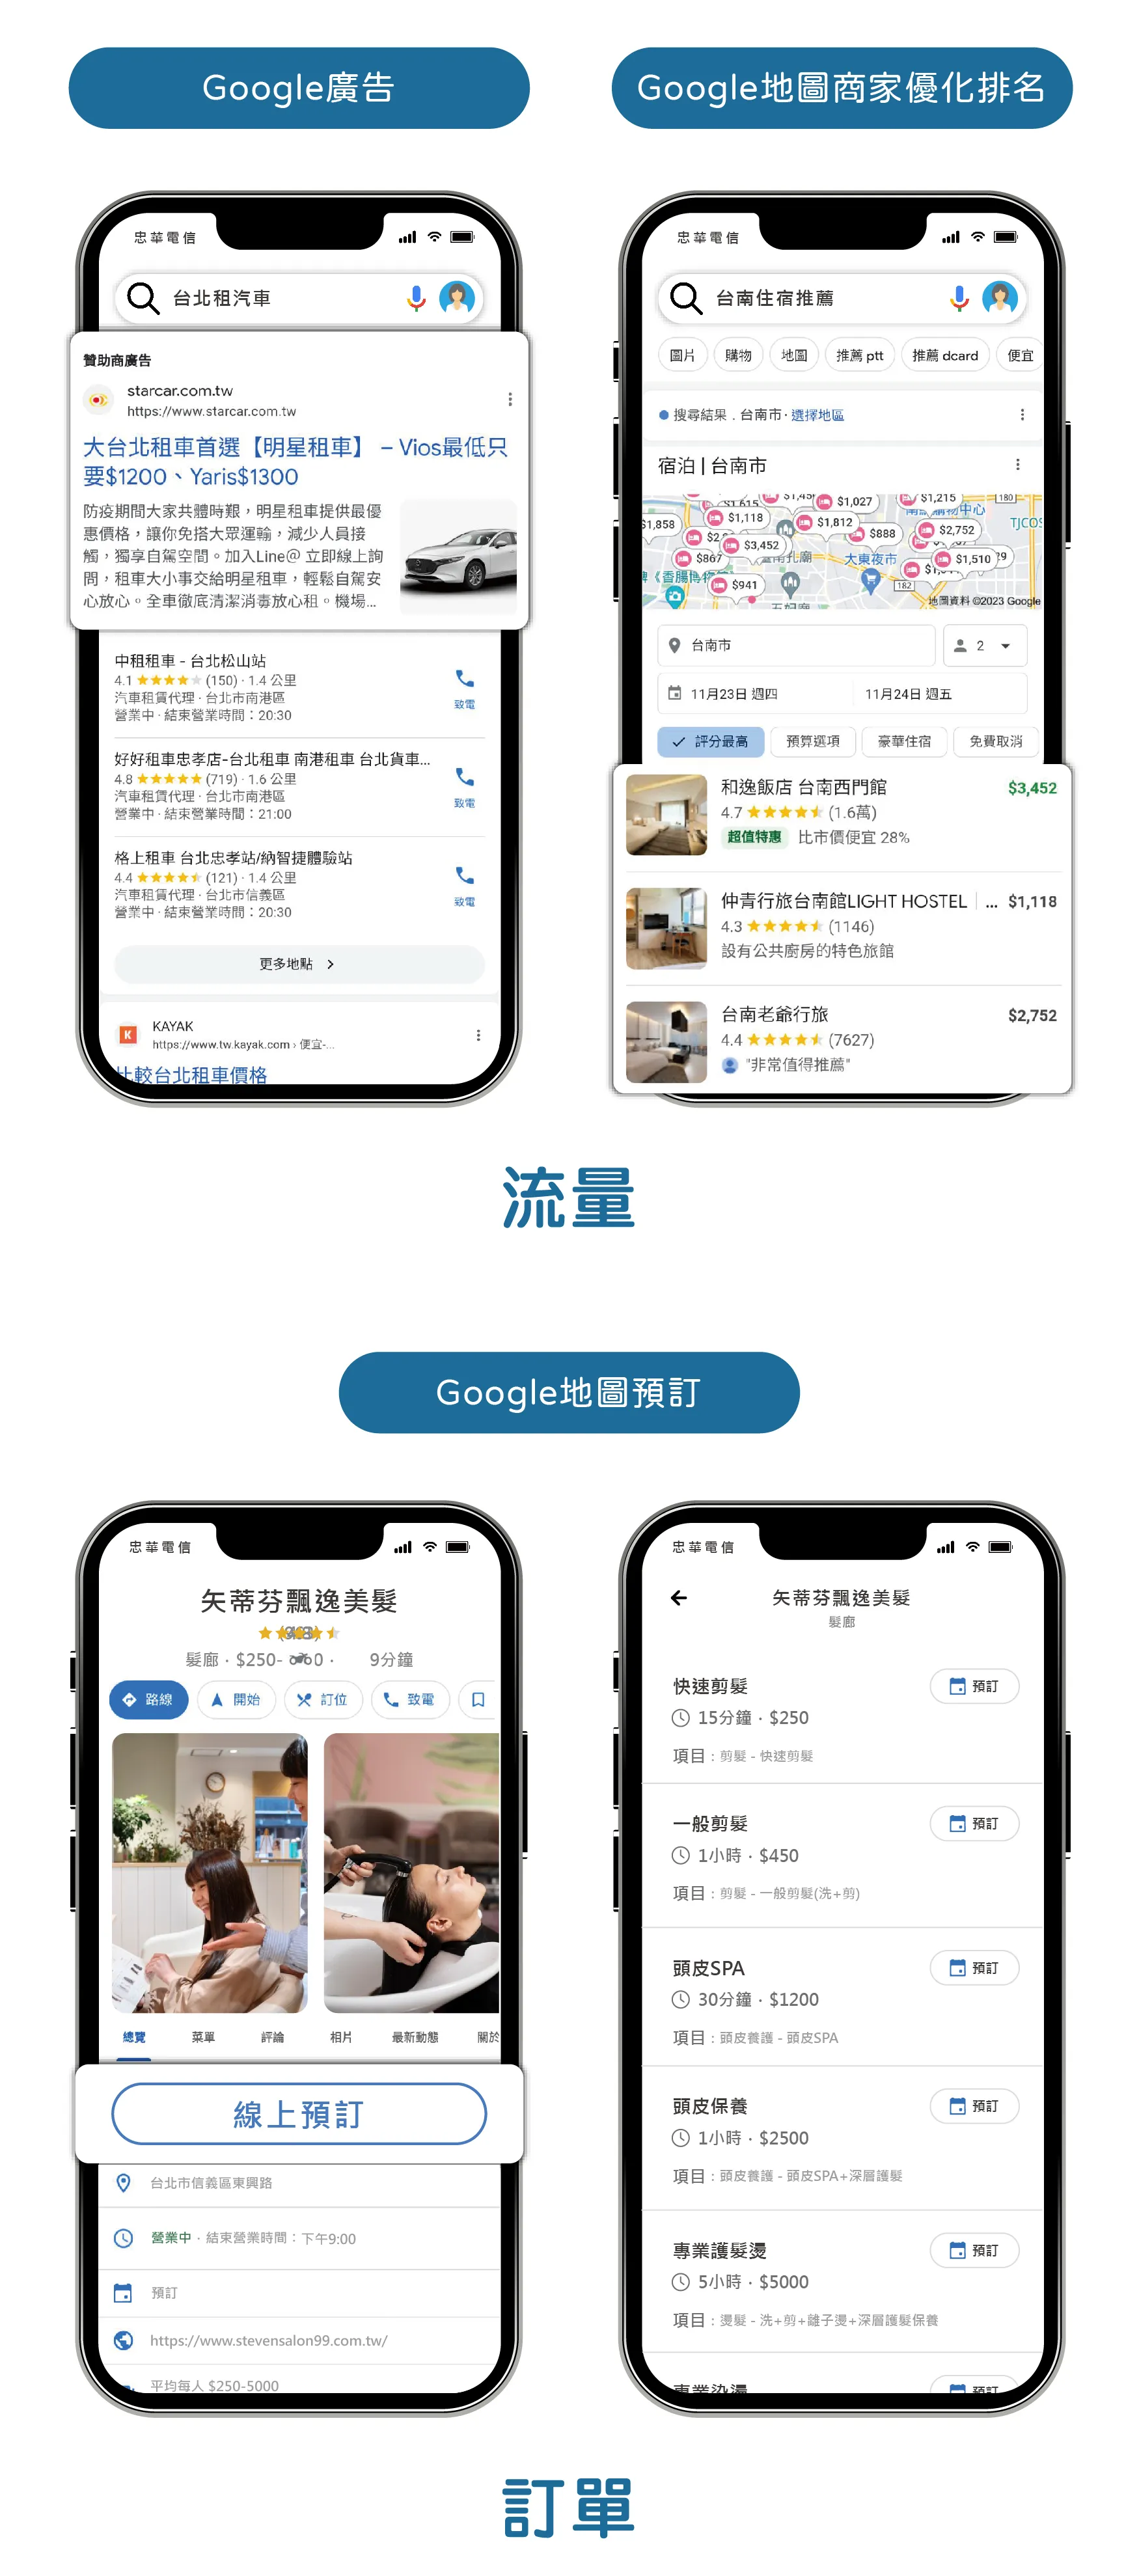 Google廣告
Google地圖商家優化排名
忠華電信
台北租汽車
贊助商廣告
starcar.com.tw
https://www.starcar.com.tw
大台北租車首選【明星租車】 – Vios最低只
要$1200、Yaris$1300
防疫期間大家共體時艱，明星租車提供最優
惠價格，讓你免搭大眾運輸，減少人員接
觸，獨享自駕空間。加入Line@ 立即線上詢
問，租車大小事交給明星租車，輕鬆自駕安
心放心。全車徹底清潔消毒放心租。機場...
中租租車 - 台北松山站
4.1 (150) · 1.4 公里
汽車租賃代理 · 台北市南港區
營業中 · 結束營業時間：20:30
致電
好好租車忠孝店-台北租車 南港租車 台北貨車...
4.8 (719) · 1.6 公里
汽車租賃代理 · 台北市南港區
營業中 · 結束營業時間：21:00
致電
格上租車 台北忠孝站/納智捷體驗站
4.4 (121) · 1.4 公里
汽車租賃代理 · 台北市信義區
營業中 · 結束營業時間：20:30
致電
更多地點
K
KAYAK
https://www.tw.kayak.com › 便宜-...
比較台北租車價格
忠華電信
台南住宿推薦
圖片 購物 地圖 推薦 ptt 推薦 dcard 便宜
搜尋結果 . 台南市 · 選擇地區
宿泊 | 台南市
$1,027
$1,215
180
$1,858
$1,118
$1,812
$888
$2,752
$3,452
$867
大東夜市
$1,510
$941
182
地圖資料 ©2023 Google
台南市
2
11月23日 週四
11月24日 週五
評分最高 預算選項 豪華住宿 免費取消
和逸飯店 台南西門館
$3,452
4.7 (1.6萬)
超值特惠 比市價便宜 28%
仲青行旅台南館LIGHT HOSTEL | ...
$1,118
4.3 (1146)
設有公共廚房的特色旅館
台南老爺行旅
$2,752
4.4 (7627)
"非常值得推薦"
流量
Google地圖預訂
忠華電信
矢蒂芬飄逸美髮
髮廊 · $250-
9分鐘
路線 開始 訂位 致電
總覽 菜單 評論 相片 最新動態 關於
線上預訂
台北市信義區東興路
營業中 · 結束營業時間：下午9:00
預訂
https://www.stevensalon99.com.tw/
平均每人 $250-5000
忠華電信
矢蒂芬飄逸美髮
髮廊
快速剪髮
預訂
15分鐘 · $250
項目 : 剪髮 - 快速剪髮
一般剪髮
預訂
1小時 · $450
項目 : 剪髮 - 一般剪髮(洗+剪)
頭皮SPA
預訂
30分鐘 · $1200
項目 : 頭皮養護 - 頭皮SPA
頭皮保養
預訂
1小時 · $2500
項目 : 頭皮養護 - 頭皮SPA+深層護髮
專業護髮燙
預訂
5小時 · $5000
項目 : 燙髮 - 洗+剪+離子燙+深層護髮保養
專業染燙
預訂
訂單